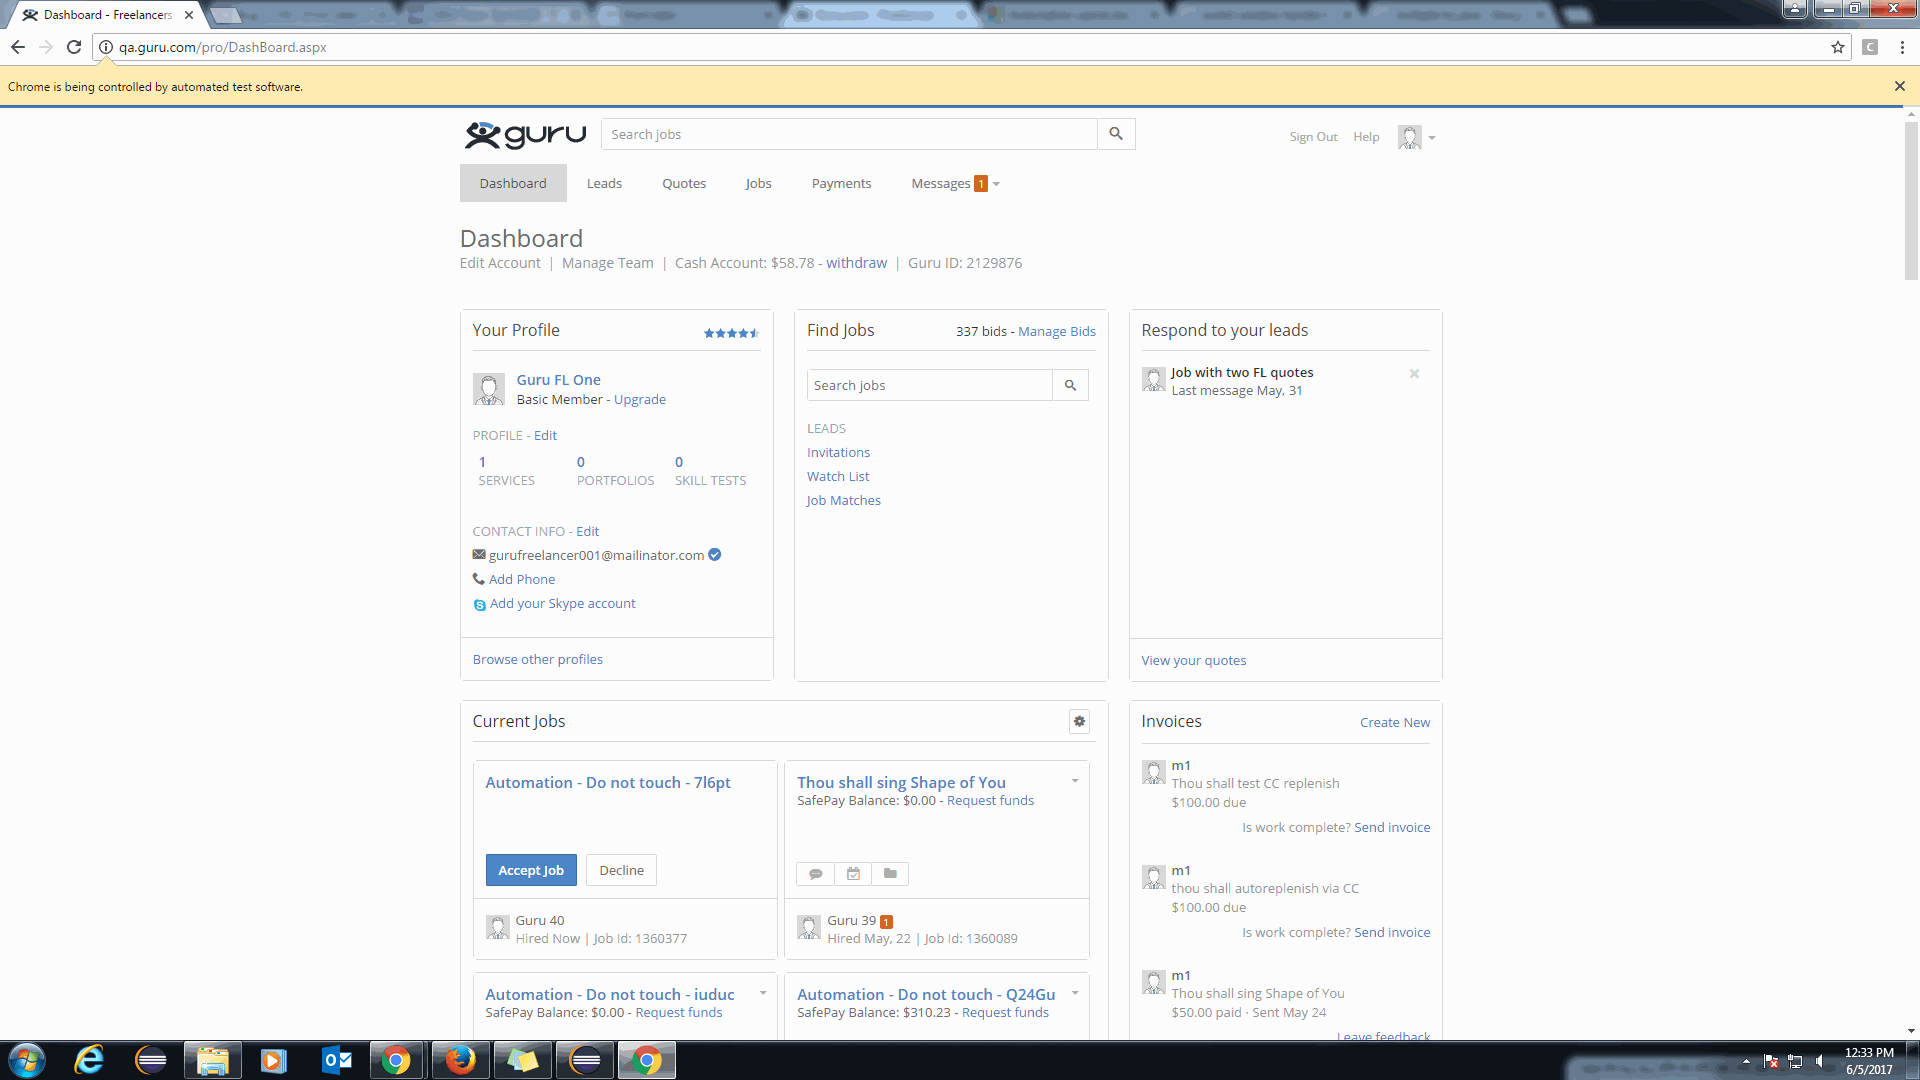 Dashboard - Freelancers
qa.guru.com/pro/DashBoard.aspx
C
Chrome is being controlled by automated test software.
guru
Search jobs
Sign Out Help
Dashboard Leads Quotes Jobs Payments Messages 1
Dashboard
Edit Account | Manage Team | Cash Account: $58.78 - withdraw | Guru ID: 2129876
Your Profile
Guru FL One
Basic Member - Upgrade
PROFILE - Edit
1 0 0
SERVICES PORTFOLIOS SKILL TESTS
CONTACT INFO - Edit
gurufreelancer001@mailinator.com
Add Phone
Add your Skype account
Browse other profiles
Find Jobs 337 bids - Manage Bids
Search jobs
LEADS
Invitations
Watch List
Job Matches
Respond to your leads
Job with two FL quotes
Last message May, 31
View your quotes
Current Jobs
Automation - Do not touch - 7l6pt
Accept Job Decline
Guru 40
Hired Now | Job Id: 1360377
Thou shall sing Shape of You
SafePay Balance: $0.00 - Request funds
Guru 39 1
Hired May, 22 | Job Id: 1360089
Automation - Do not touch - iuduc
SafePay Balance: $0.00 - Request funds
Automation - Do not touch - Q24Gu
SafePay Balance: $310.23 - Request funds
Invoices Create New
m1
Thou shall test CC replenish
$100.00 due
Is work complete? Send invoice
m1
thou shall autoreplenish via CC
$100.00 due
Is work complete? Send invoice
m1
Thou shall sing Shape of You
$50.00 paid · Sent May 24
Leave feedback
12:33 PM
6/5/2017